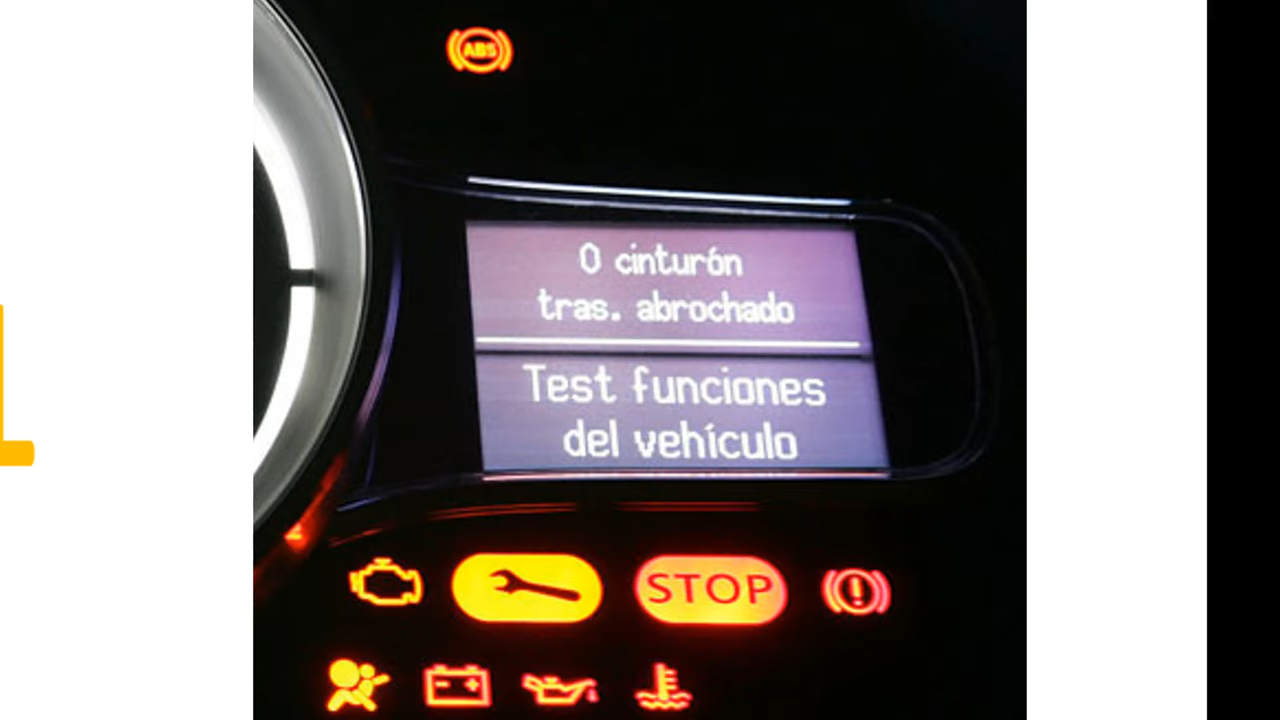 ABS
0 cinturón
tras. abrochado
Test funciones
del vehículo
STOP